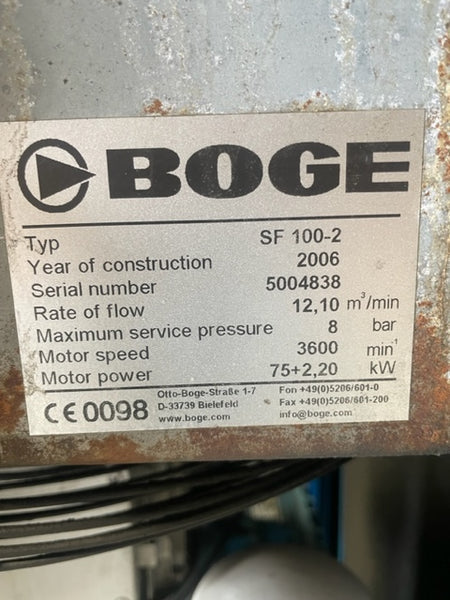 BOGE
Typ SF 100-2
Year of construction 2006
Serial number 5004838
Rate of flow 12,10 m³/min
Maximum service pressure 8 bar
Motor speed 3600 min⁻¹
Motor power 75+2,20 kW
CE 0098
Otto-Boge-Straße 1-7 Fon +49(0)5206/601-0
D-33739 Bielefeld Fax +49(0)5206/601-200
www.boge.com info@boge.com